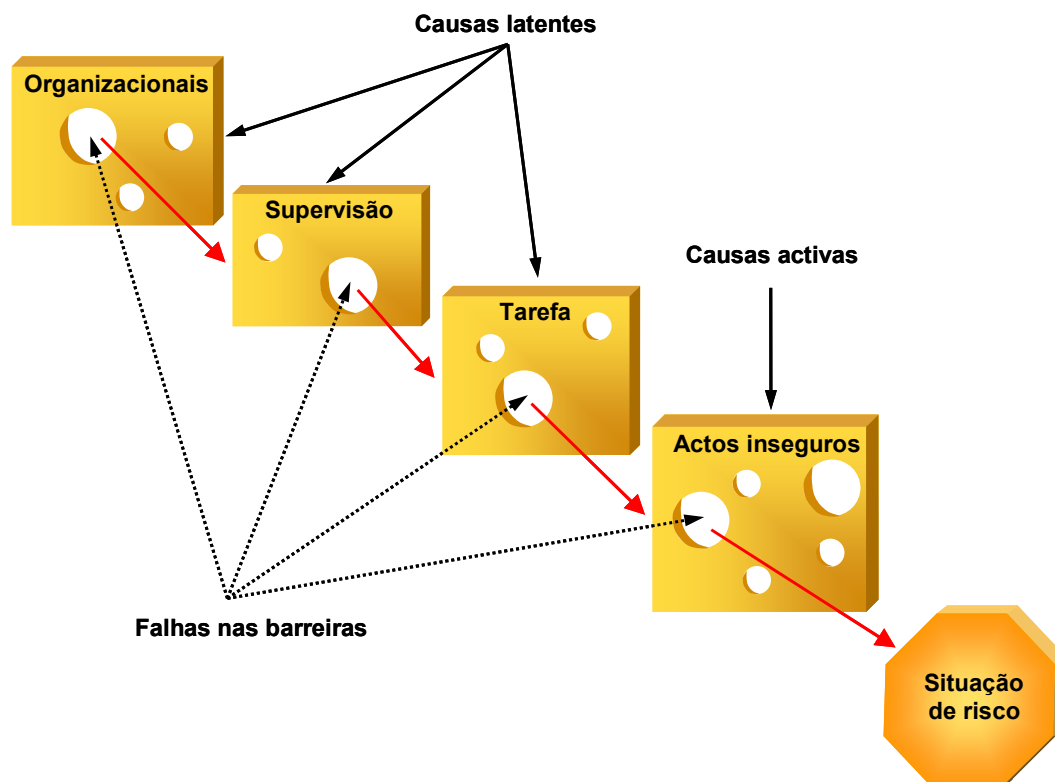 Causas latentes
Organizacionais
Supervisão
Causas activas
Tarefa
Actos inseguros
Falhas nas barreiras
Situação
de risco